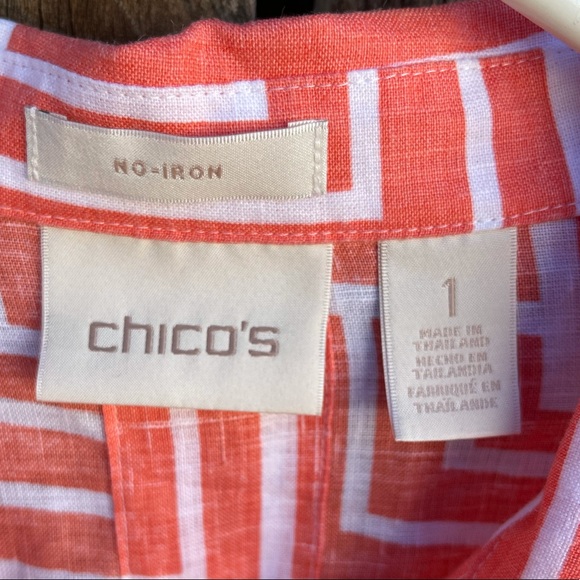 NO-IRON
chico's
1
MADE IN
THAILAND
HECHO EN
TAILANDIA
FABRIQUÉ EN
THAÏLANDE